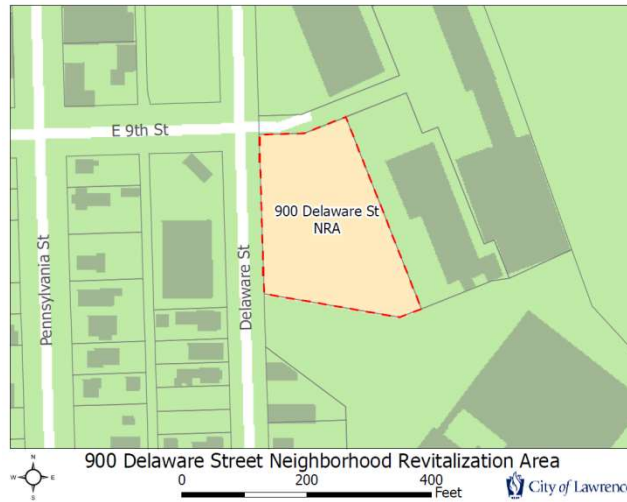 E 9th St
900 Delaware St
NRA
Pennsylvania St
Delaware St
900 Delaware Street Neighborhood Revitalization Area
N
W E
S
0 200 400
Feet
City of Lawrence